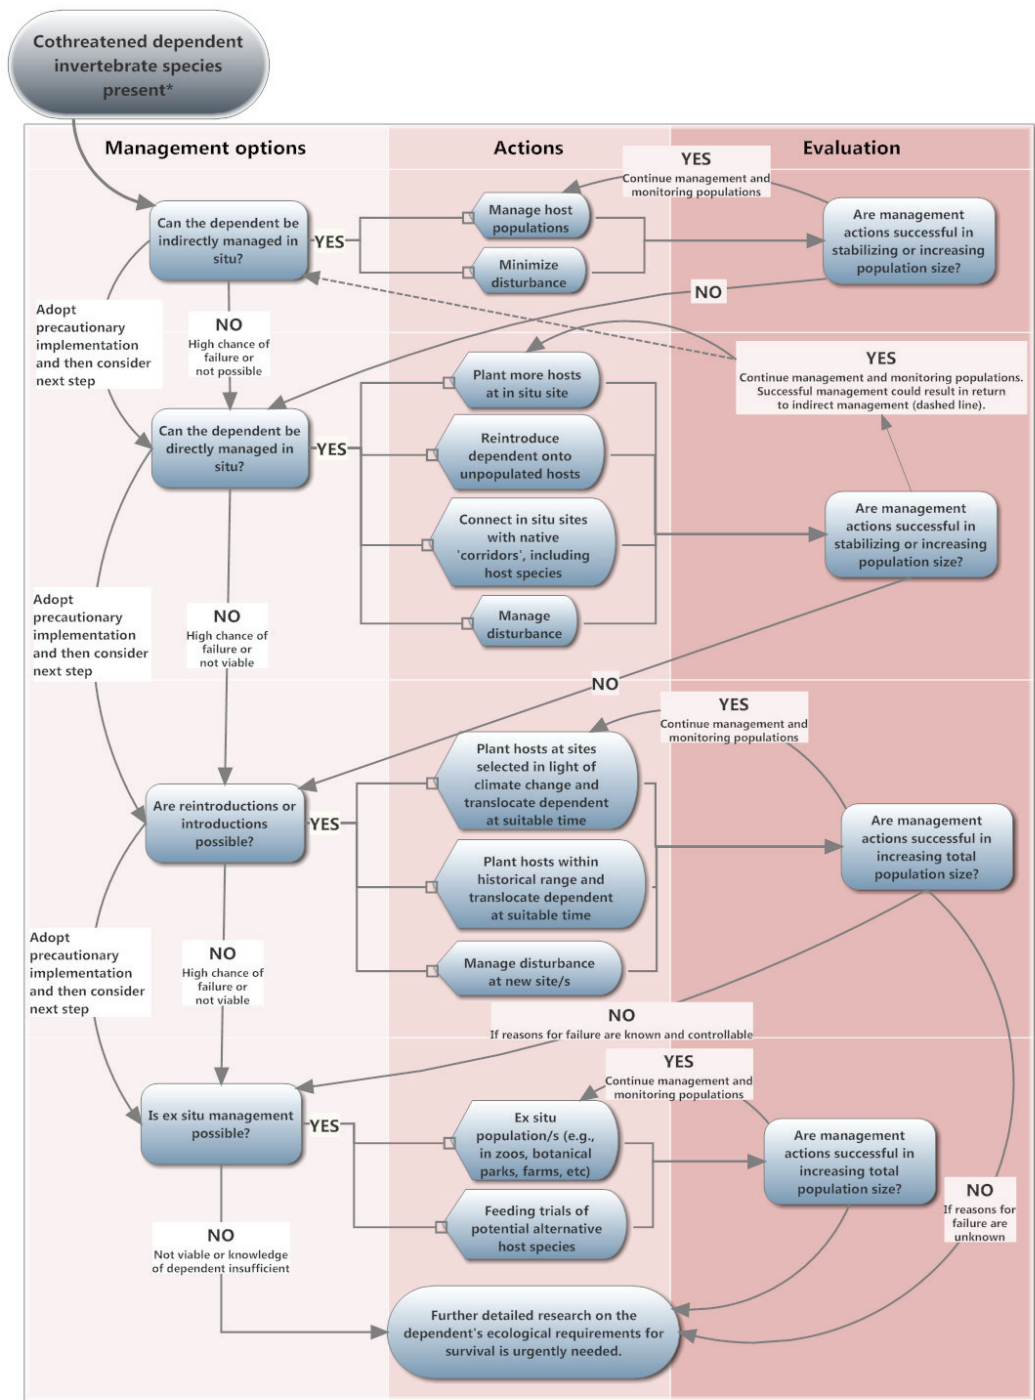 Cothreatened dependent
invertebrate species
present*
Management options
Actions
Evaluation
YES
Continue management and
monitoring populations
Can the dependent be
indirectly managed in
situ?
YES
Manage host
populations
Minimize
disturbance
Are management
actions successful in
stabilizing or increasing
population size?
NO
Adopt
precautionary
implementation
and then consider
next step
NO
High chance of
failure or
not possible
YES
Continue management and monitoring populations.
Successful management could result in return
to indirect management (dashed line).
Can the dependent be
directly managed in
situ?
YES
Plant more hosts
at in situ site
Reintroduce
dependent onto
unpopulated hosts
Connect in situ sites
with native
'corridors', including
host species
Manage
disturbance
Are management
actions successful in
stabilizing or increasing
population size?
Adopt
precautionary
implementation
and then consider
next step
NO
High chance of
failure or
not viable
NO
YES
Continue management and
monitoring populations
Are reintroductions or
introductions
possible?
YES
Plant hosts at sites
selected in light of
climate change and
translocate dependent
at suitable time
Plant hosts within
historical range and
translocate dependent
at suitable time
Manage disturbance
at new site/s
Are management
actions successful in
increasing total
population size?
Adopt
precautionary
implementation
and then consider
next step
NO
High chance of
failure or
not viable
NO
If reasons for failure are known and controllable
YES
Continue management and
monitoring populations
Is ex situ management
possible?
YES
Ex situ
population/s (e.g.,
in zoos, botanical
parks, farms, etc)
Feeding trials of
potential alternative
host species
Are management
actions successful in
increasing total
population size?
NO
If reasons for
failure are
unknown
NO
Not viable or knowledge
of dependent insufficient
Further detailed research on the
dependent's ecological requirements for
survival is urgently needed.